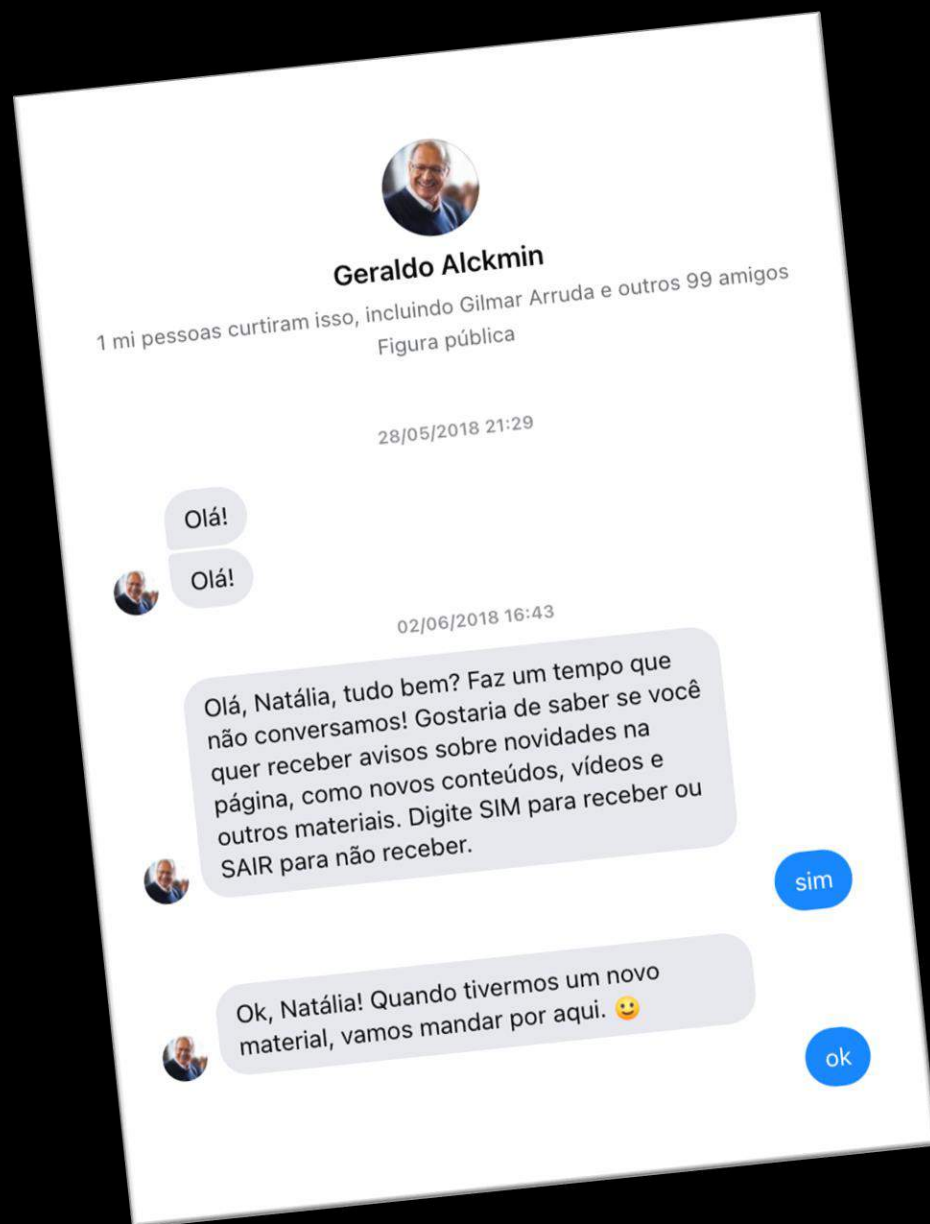 Geraldo Alckmin
1 mi pessoas curtiram isso, incluindo Gilmar Arruda e outros 99 amigos
Figura pública
28/05/2018 21:29
Olá!
Olá!
02/06/2018 16:43
Olá, Natália, tudo bem? Faz um tempo que
não conversamos! Gostaria de saber se você
quer receber avisos sobre novidades na
página, como novos conteúdos, vídeos e
outros materiais. Digite SIM para receber ou
SAIR para não receber.
sim
Ok, Natália! Quando tivermos um novo
material, vamos mandar por aqui. 🙂
ok